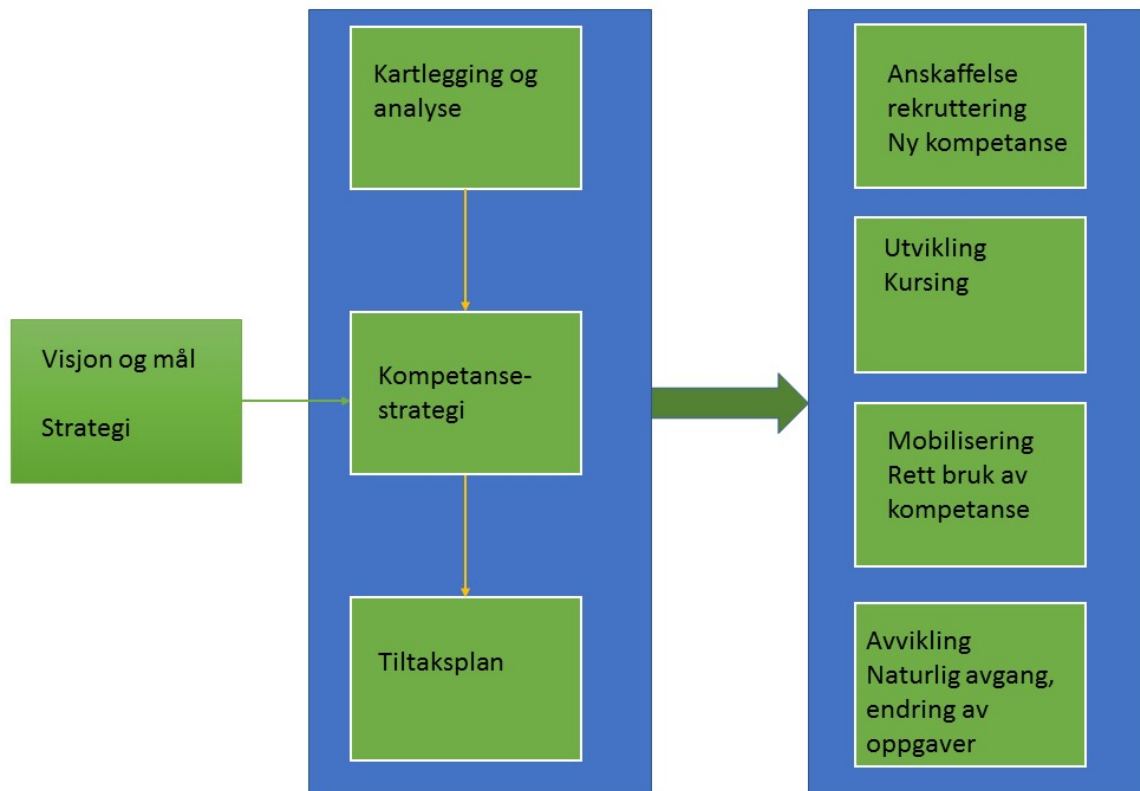 Visjon og mål
Strategi
Kartlegging og
analyse
Kompetanse-
strategi
Tiltaksplan
Anskaffelse
rekruttering
Ny kompetanse
Utvikling
Kursing
Mobilisering
Rett bruk av
kompetanse
Avvikling
Naturlig avgang,
endring av
oppgaver